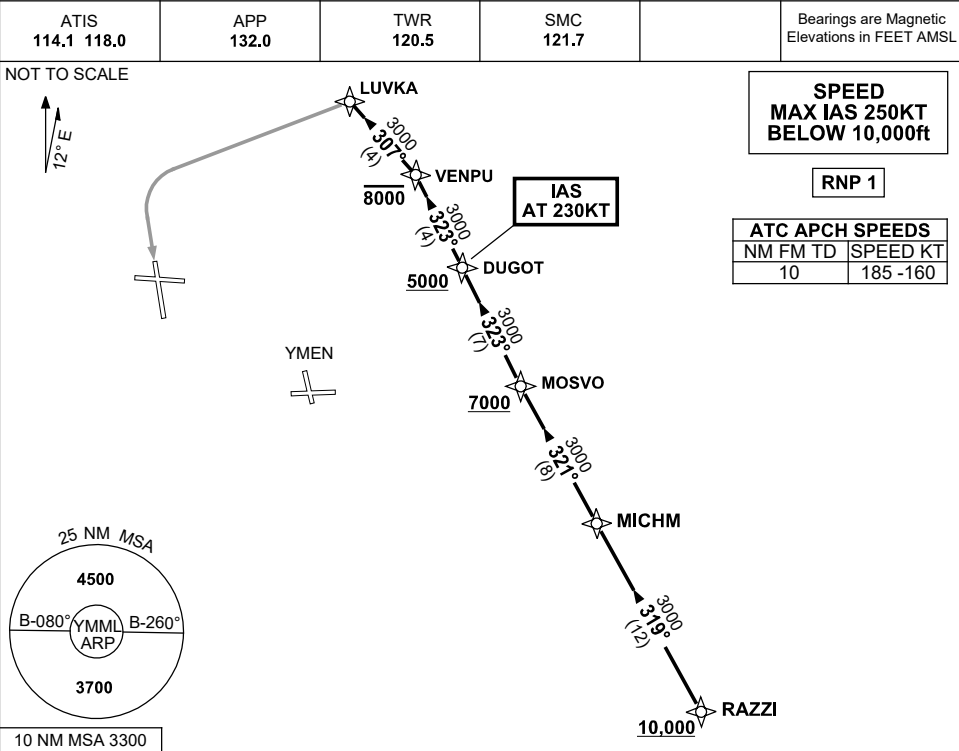 ATIS
114.1 118.0
APP
132.0
TWR
120.5
SMC
121.7
Bearings are Magnetic
Elevations in FEET AMSL
NOT TO SCALE
12° E
LUVKA
SPEED
MAX IAS 250KT
BELOW 10,000ft
RNP 1
3000
307°
(4)
VENPU
8000
IAS
AT 230KT
3000
323°
(4)
DUGOT
5000
ATC APCH SPEEDS
NM FM TD SPEED KT
10 185 -160
3000
323°
(7)
YMEN
MOSVO
7000
3000
321°
(8)
MICHM
25 NM MSA
4500
B-080° YMML B-260°
ARP
3700
10 NM MSA 3300
3000
319°
(12)
RAZZI
10,000